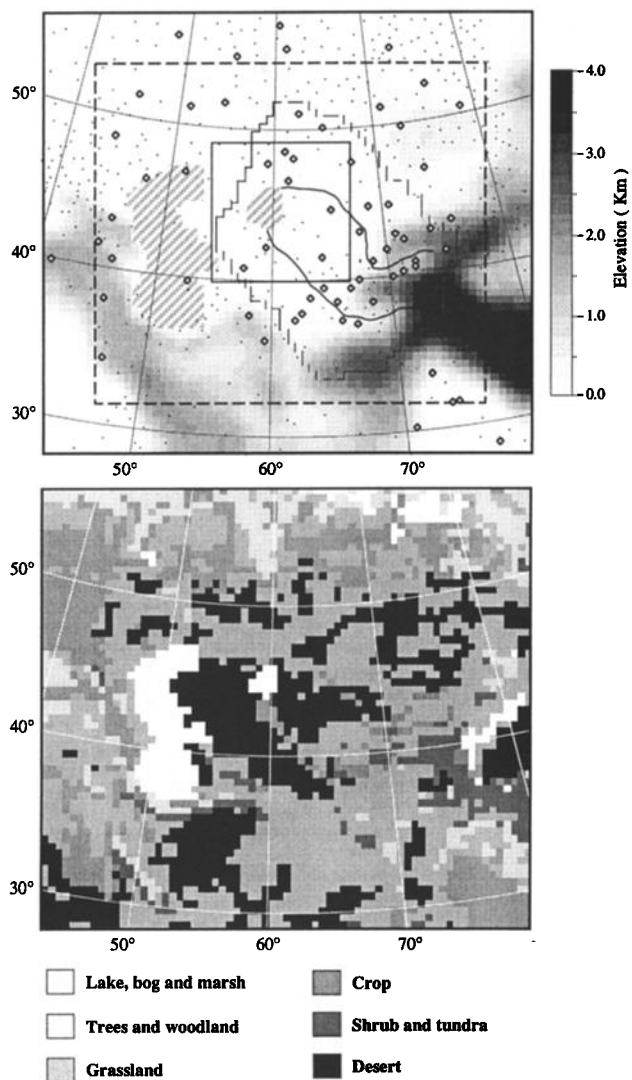 50°
40°
30°
50°
60°
70°
4.0
3.0
2.0
1.0
0.0
Elevation ( Km )
50°
40°
30°
50°
60°
70°
Lake, bog and marsh
Trees and woodland
Grassland
Crop
Shrub and tundra
Desert